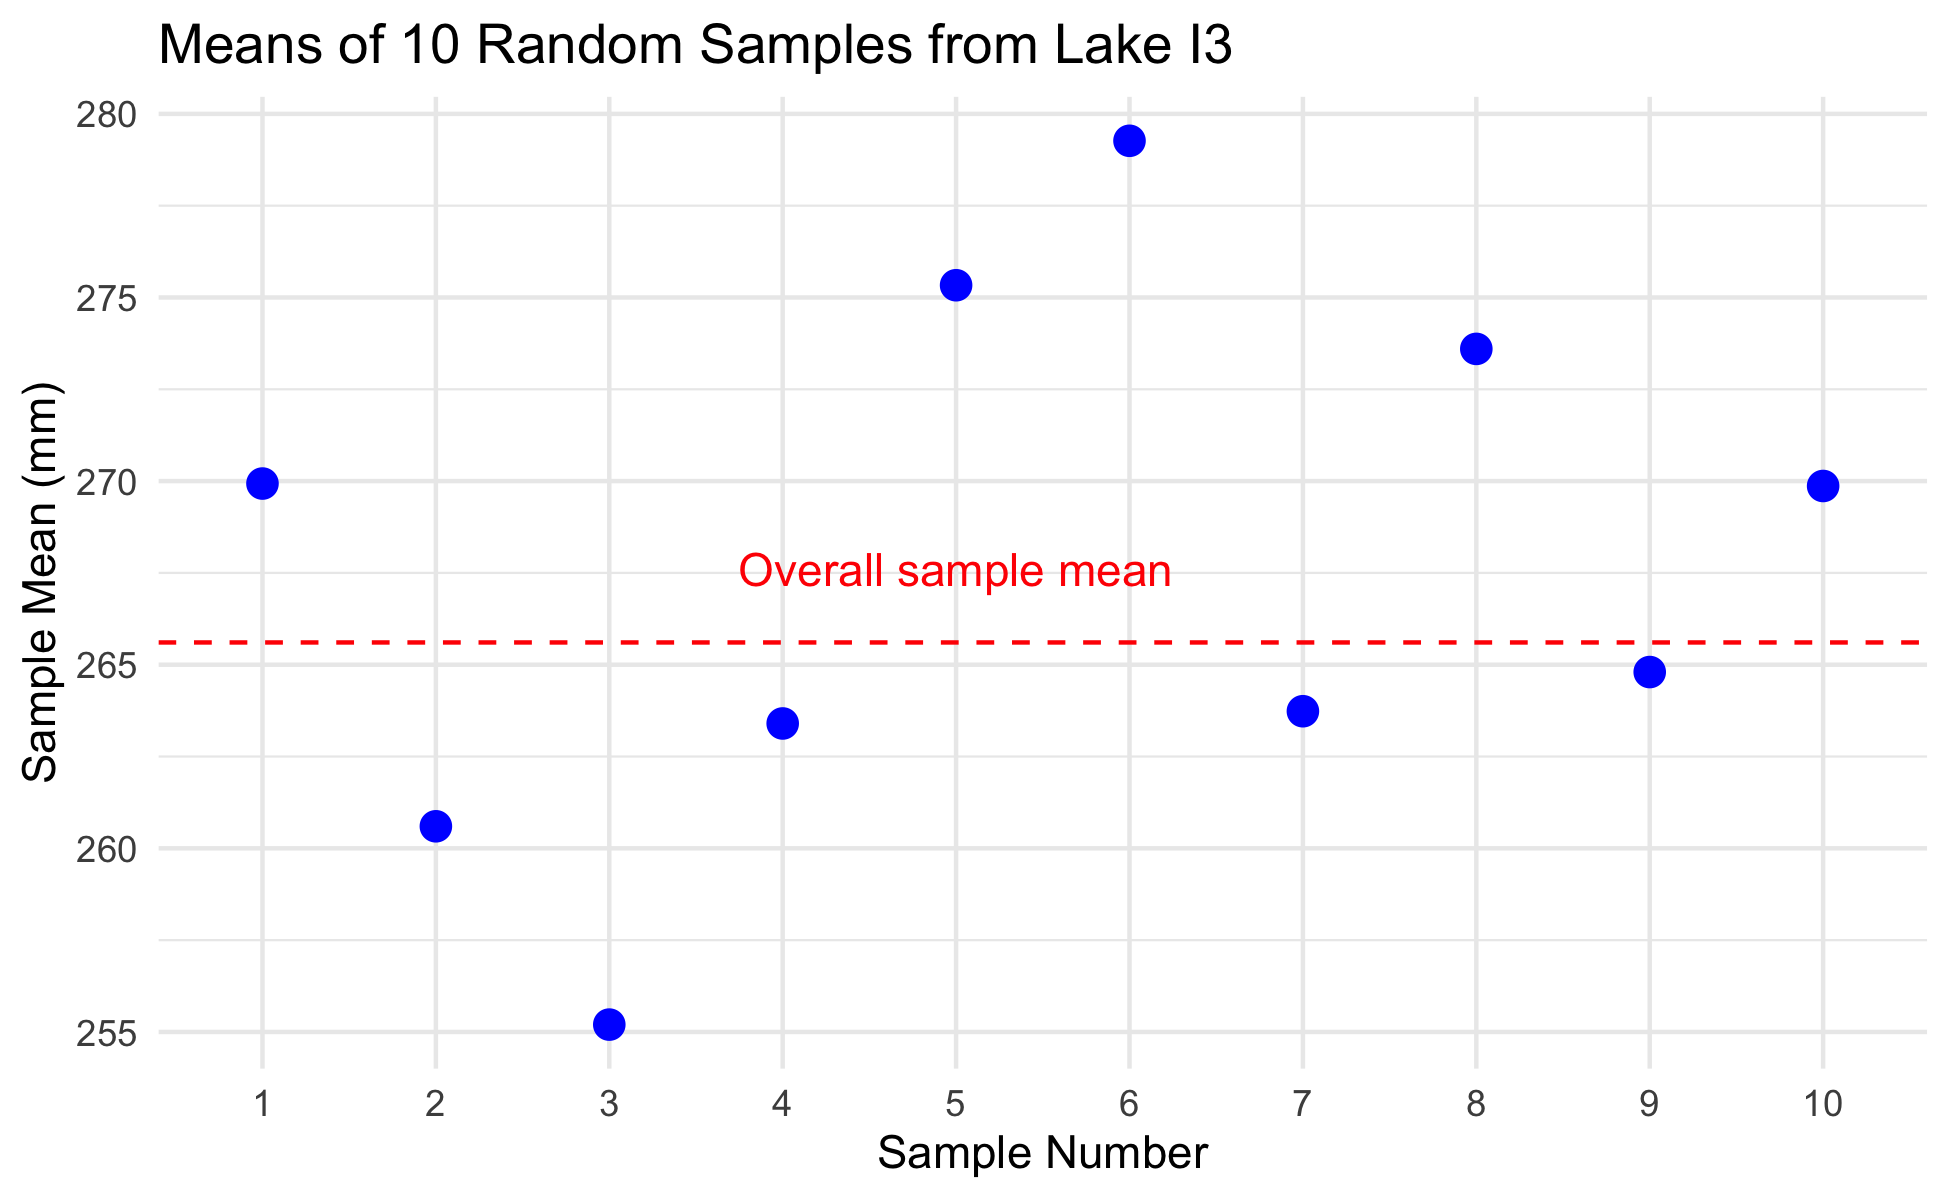 Means of 10 Random Samples from Lake I3
280
275
270
265
260
255
Sample Mean (mm)
Overall sample mean
1 2 3 4 5 6 7 8 9 10
Sample Number